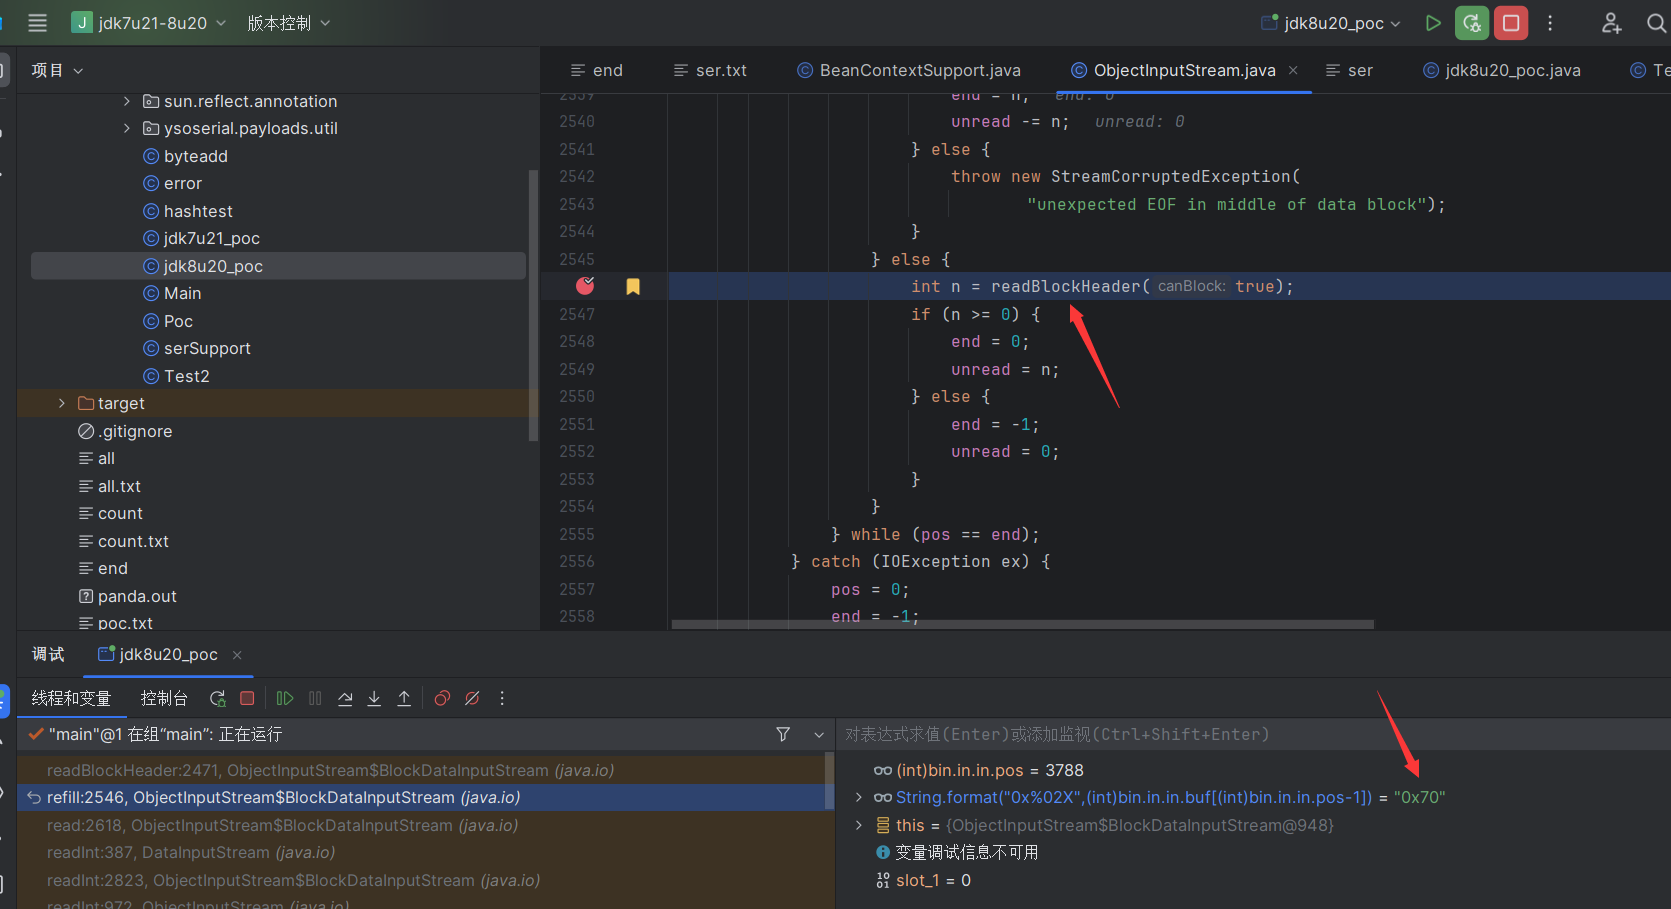 J jdk7u21-8u20 版本控制 jdk8u20_poc
项目
end ser.txt BeanContextSupport.java ObjectInputStream.java ser jdk8u20_poc.java
sun.reflect.annotation
ysoserial.payloads.util
byteadd
error
hashtest
jdk7u21_poc
jdk8u20_poc
Main
Poc
serSupport
Test2
target
.gitignore
all
all.txt
count
count.txt
end
panda.out
poc.txt
2539 end = n; end: 0
2540 unread -= n; unread: 0
2541 } else {
2542 throw new StreamCorruptedException(
2543 "unexpected EOF in middle of data block");
2544 }
2545 } else {
int n = readBlockHeader( canBlock: true);
2547 if (n >= 0) {
2548 end = 0;
2549 unread = n;
2550 } else {
2551 end = -1;
2552 unread = 0;
2553 }
2554 }
2555 } while (pos == end);
2556 } catch (IOException ex) {
2557 pos = 0;
2558 end = -1;
调试 jdk8u20_poc
线程和变量 控制台
"main"@1 在组“main”: 正在运行
readBlockHeader:2471, ObjectInputStream$BlockDataInputStream (java.io)
refill:2546, ObjectInputStream$BlockDataInputStream (java.io)
read:2618, ObjectInputStream$BlockDataInputStream (java.io)
readInt:387, DataInputStream (java.io)
readInt:2823, ObjectInputStream$BlockDataInputStream (java.io)
readInt:972, ObjectInputStream (java.io)
对表达式求值(Enter)或添加监视(Ctrl+Shift+Enter)
(int)bin.in.in.pos = 3788
String.format("0x%02X",(int)bin.in.in.buf[(int)bin.in.in.pos-1]) = "0x70"
this = {ObjectInputStream$BlockDataInputStream@948}
变量调试信息不可用
slot_1 = 0